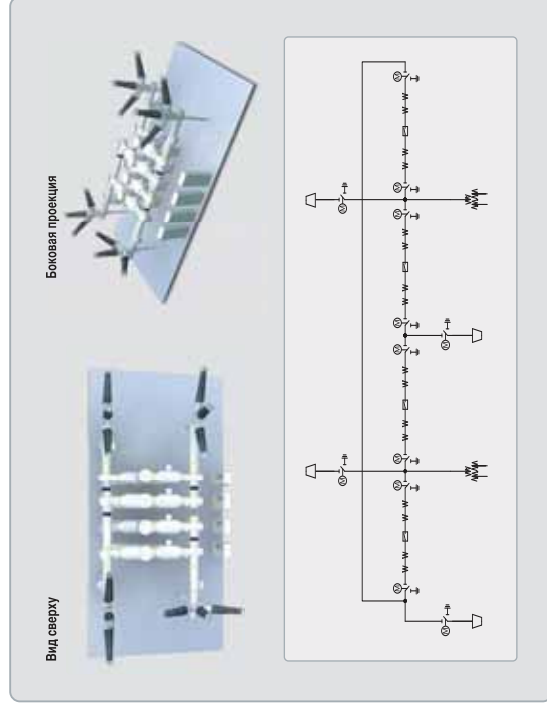 Вид сверху
Боковая проекция